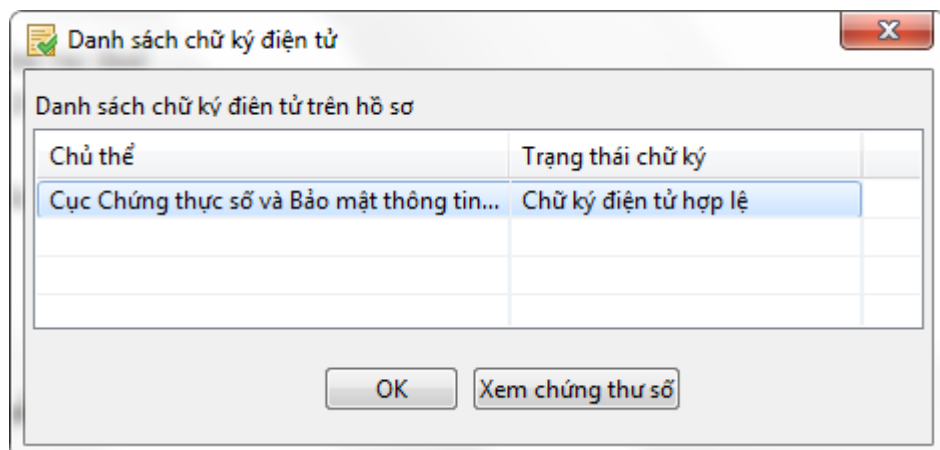 Danh sách chữ ký điện tử
Danh sách chữ ký điên tử trên hồ sơ
Chủ thể Trạng thái chữ ký
Cục Chứng thực số và Bảo mật thông tin... Chữ ký điện tử hợp lệ
OK Xem chứng thư số